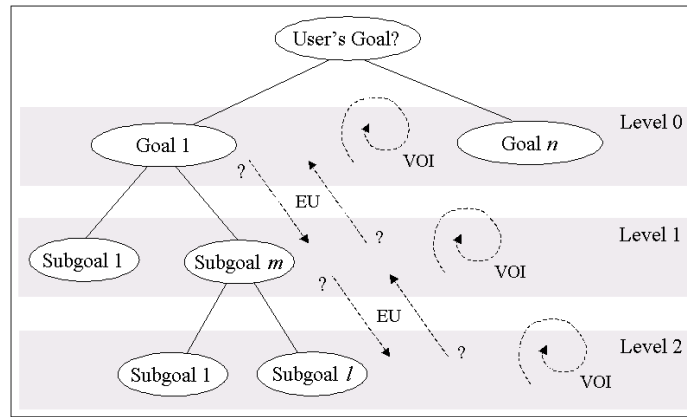 User's Goal?
Level 0
Goal 1
Goal n
VOI
?
EU
?
Level 1
Subgoal 1
Subgoal m
VOI
?
EU
?
Level 2
Subgoal 1
Subgoal l
VOI